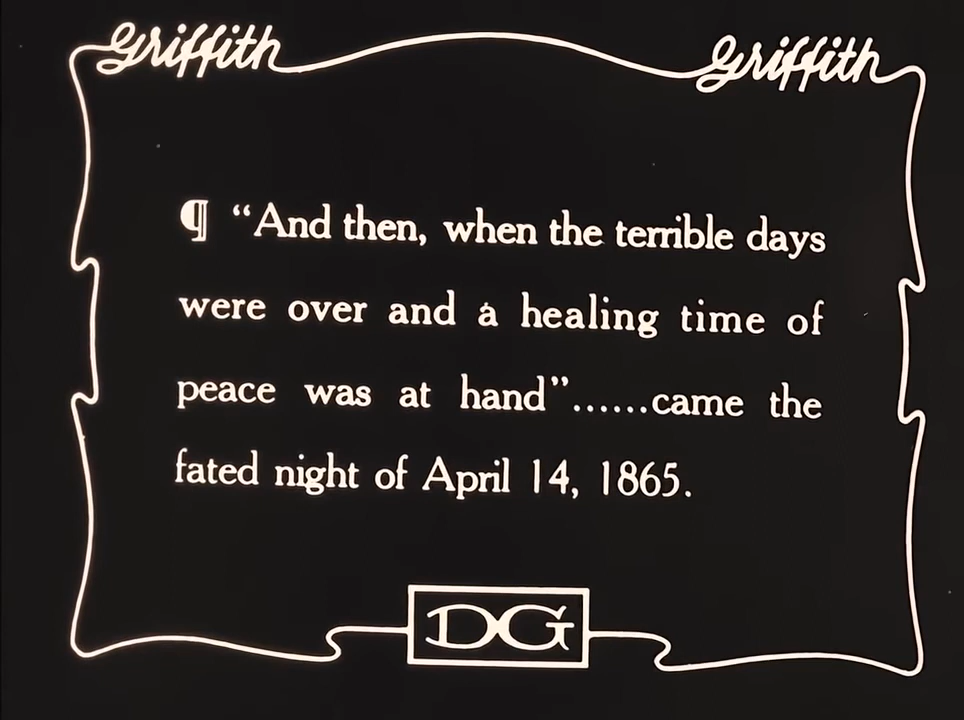 Griffith Griffith
¶ “And then, when the terrible days
were over and a healing time of
peace was at hand”......came the
fated night of April 14, 1865.
DG